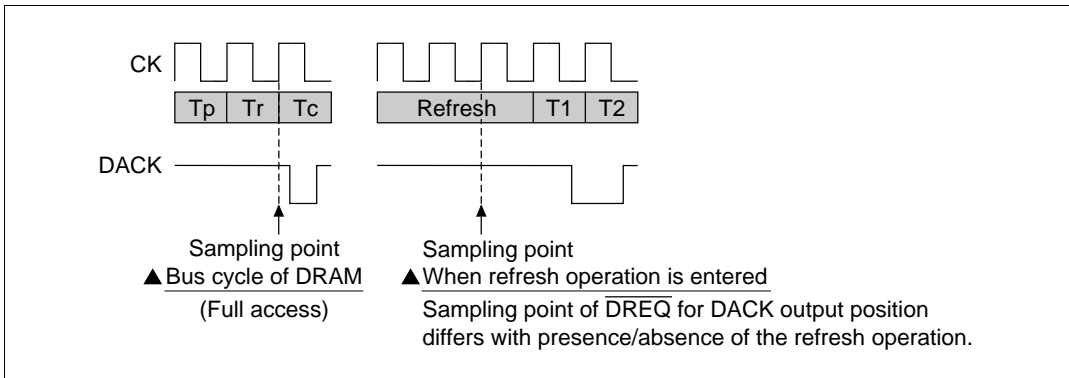 CK
Tp Tr Tc Refresh T1 T2
DACK
Sampling point
▲Bus cycle of DRAM
(Full access)
Sampling point
▲When refresh operation is entered
Sampling point of D̅R̅E̅Q̅ for DACK output position
differs with presence/absence of the refresh operation.